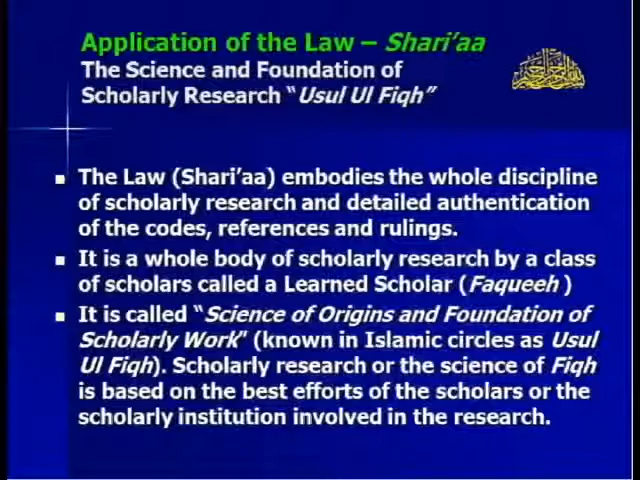 Application of the Law – Shari’aa
The Science and Foundation of
Scholarly Research “Usul Ul Fiqh”
The Law (Shari’aa) embodies the whole discipline
of scholarly research and detailed authentication
of the codes, references and rulings.
It is a whole body of scholarly research by a class
of scholars called a Learned Scholar (Faqueeh )
It is called “Science of Origins and Foundation of
Scholarly Work” (known in Islamic circles as Usul
Ul Fiqh). Scholarly research or the science of Fiqh
is based on the best efforts of the scholars or the
scholarly institution involved in the research.